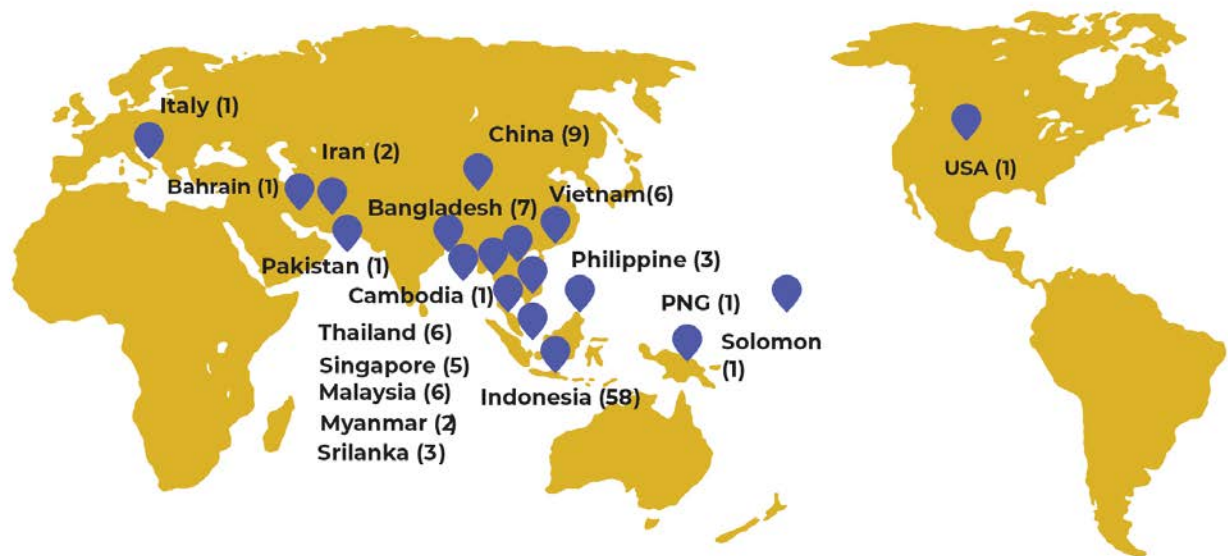 Italy (1)
China (9)
Iran (2)
USA (1)
Bahrain (1)
Vietnam(6)
Bangladesh (7)
Pakistan (1)
Philippine (3)
Cambodia (1)
PNG (1)
Thailand (6)
Solomon
(1)
Singapore (5)
Malaysia (6)
Indonesia (58)
Myanmar (2)
Srilanka (3)